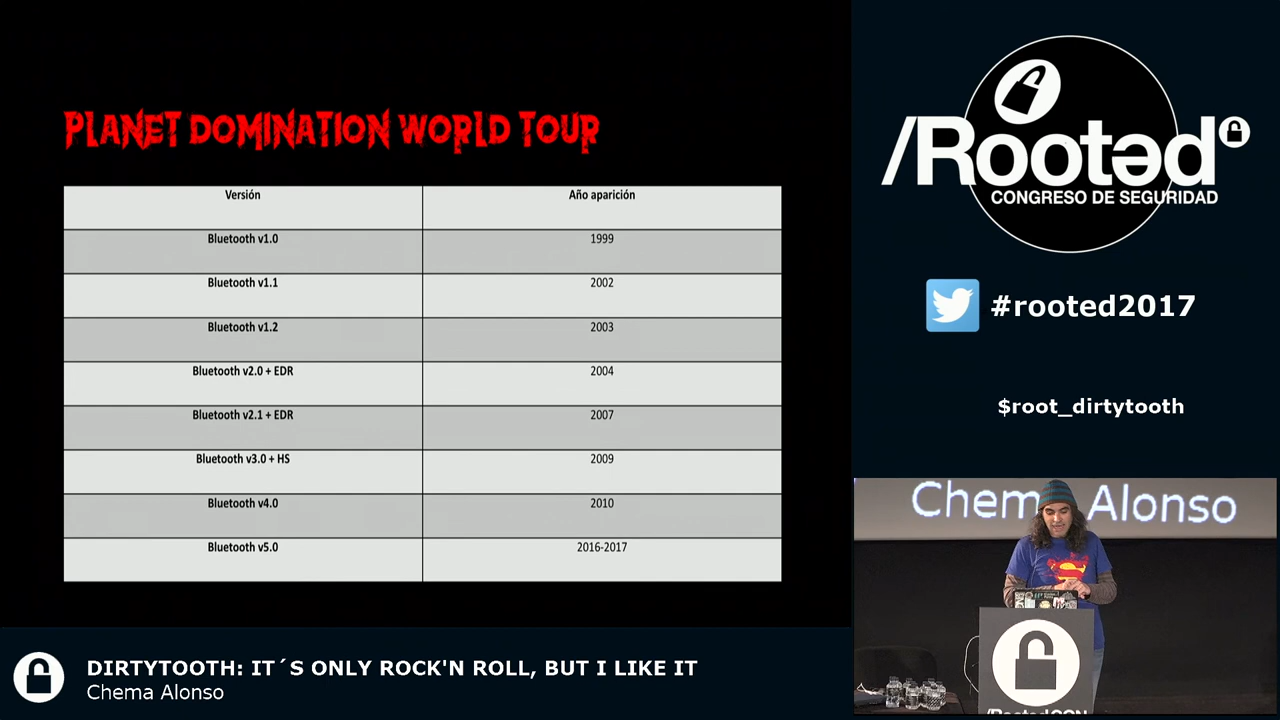 PLANET DOMINATION WORLD TOUR
Versión Año aparición
Bluetooth v1.0 1999
Bluetooth v1.1 2002
Bluetooth v1.2 2003
Bluetooth v2.0 + EDR 2004
Bluetooth v2.1 + EDR 2007
Bluetooth v3.0 + HS 2009
Bluetooth v4.0 2010
Bluetooth v5.0 2016-2017
/Rootəd
CONGRESO DE SEGURIDAD
#rooted2017
$root_dirtytooth
Chema Alonso
/RootedCON
DIRTYTOOTH: IT´S ONLY ROCK'N ROLL, BUT I LIKE IT
Chema Alonso